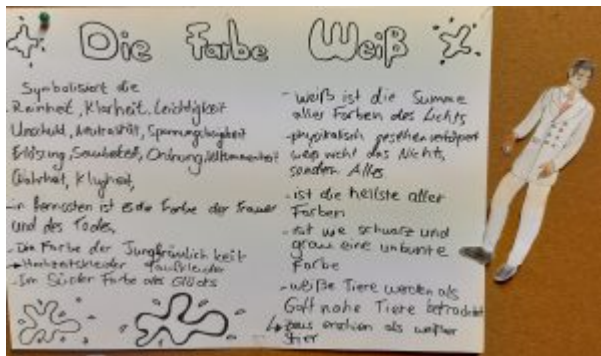 Die Farbe Weiß
Symbolisiert die
Reinheit, Klarheit, Leichtigkeit
Unschuld, Neutralität,
Erlösung, Sauberkeit, Ordnung, Vollkommenheit
Wahrheit, Klugheit,
- in fernosten ist es die Farbe der Trauer
und des Todes,
- Die Farbe der Jungfräulich keit
→ Hochzeitskleider Taufkleider
- Im Farbe des Glücks
- weiß ist die Summe
aller Farben des Lichts
- physikalisch gesehen verkörpert
weiß nicht das Nichts,
sondern Alles
- ist die hellste aller
Farben
- ist wie schwarz und
grau eine unbunte
Farbe
- weiße Tiere werden als
Gott nahe Tiere betrachtet
↳ Zeus erschien als weißer
Stier